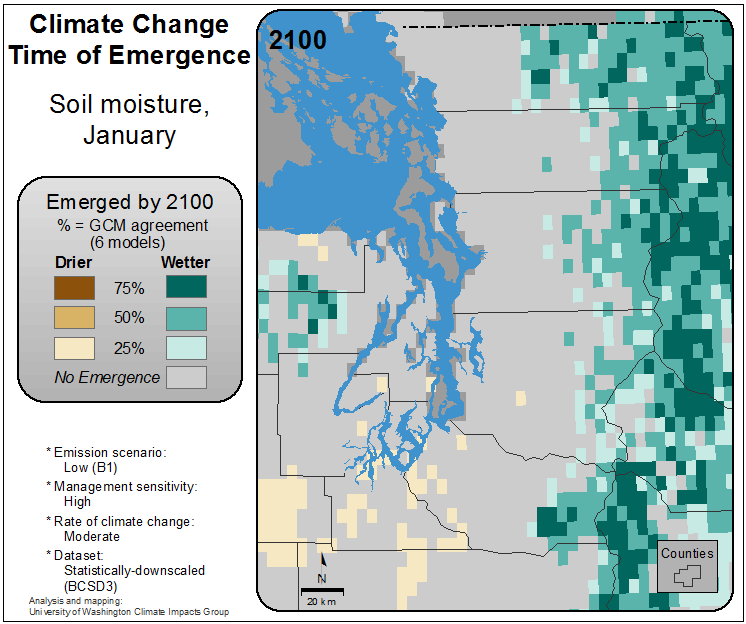 Climate Change
Time of Emergence
Soil moisture,
January
Emerged by 2100
% = GCM agreement
(6 models)
Drier Wetter
75%
50%
25%
No Emergence
* Emission scenario:
Low (B1)
* Management sensitivity:
High
* Rate of climate change:
Moderate
* Dataset:
Statistically-downscaled
(BCSD3)
Analysis and mapping:
University of Washington Climate Impacts Group
2100
N
20 km
Counties